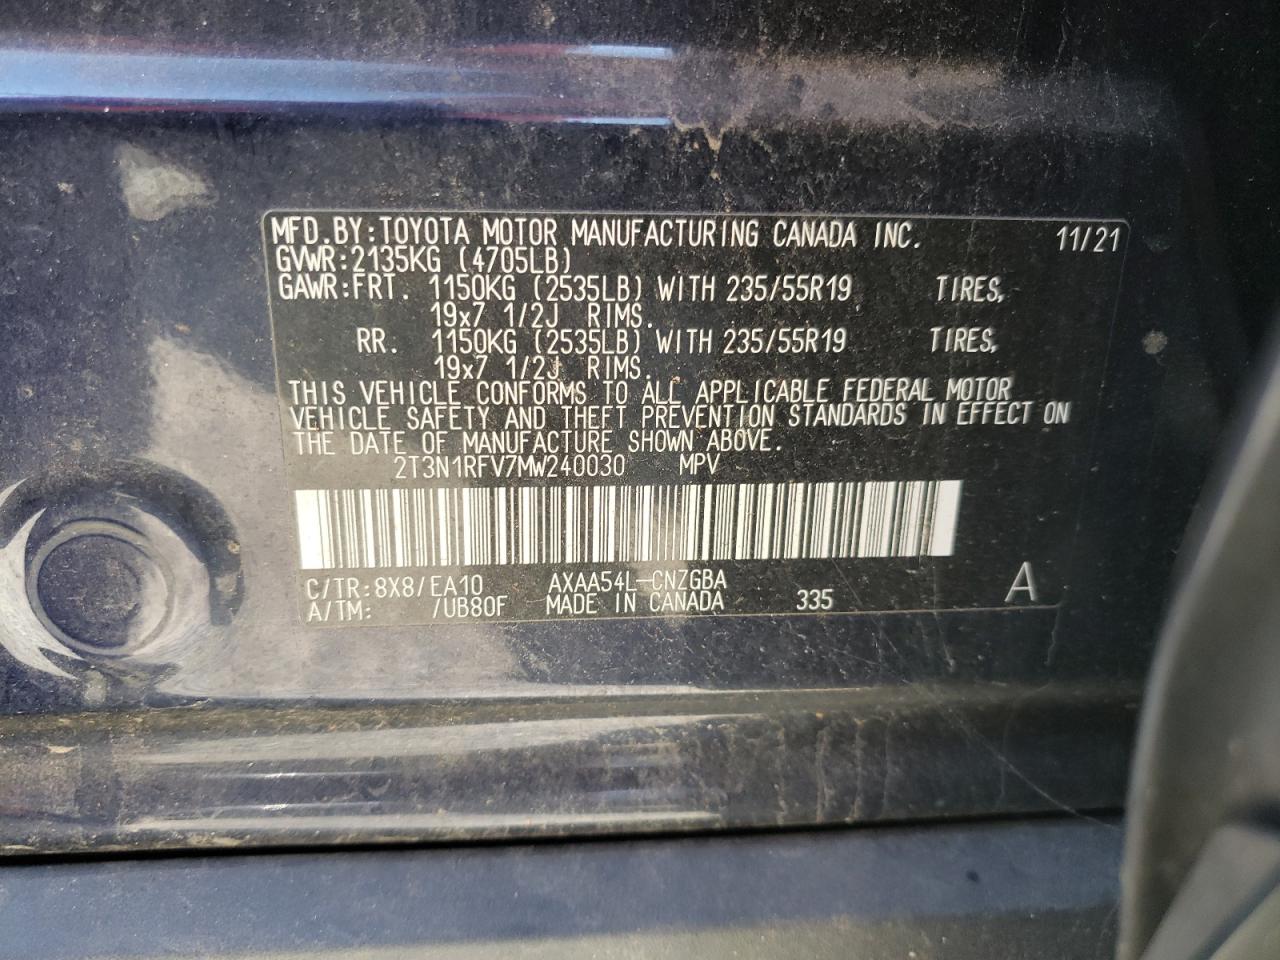 MFD.BY:TOYOTA MOTOR MANUFACTURING CANADA INC. 11/21
GVWR:2135KG (4705LB)
GAWR:FRT. 1150KG (2535LB) WITH 235/55R19 TIRES,
19x7 1/2J RIMS.
RR. 1150KG (2535LB) WITH 235/55R19 TIRES,
19x7 1/2J RIMS.
THIS VEHICLE CONFORMS TO ALL APPLICABLE FEDERAL MOTOR
VEHICLE SAFETY AND THEFT PREVENTION STANDARDS IN EFFECT ON
THE DATE OF MANUFACTURE SHOWN ABOVE.
2T3N1RFV7MW240030 MPV
C/TR:8X8/EA10 AXAA54L-CNZGBA
A/TM: /UB80F MADE IN CANADA 335 A